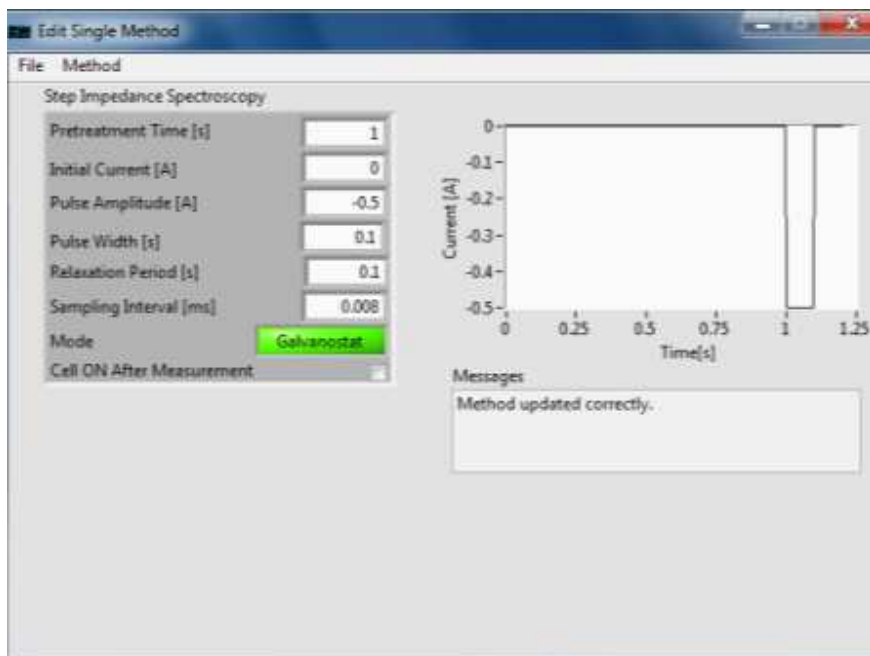 Edit Single Method
File Method
Step Impedance Spectroscopy
Pretreatment Time [s] 1
Initial Current [A] 0
Pulse Amplitude [A] -0.5
Pulse Width [s] 0.1
Relaxation Period [s] 0.1
Sampling Interval [ms] 0.008
Mode Galvanostat
Cell ON After Measurement
Current [A]
0
-0.1
-0.2
-0.3
-0.4
-0.5
0 0.25 0.5 0.75 1 1.25
Time[s]
Messages
Method updated correctly.